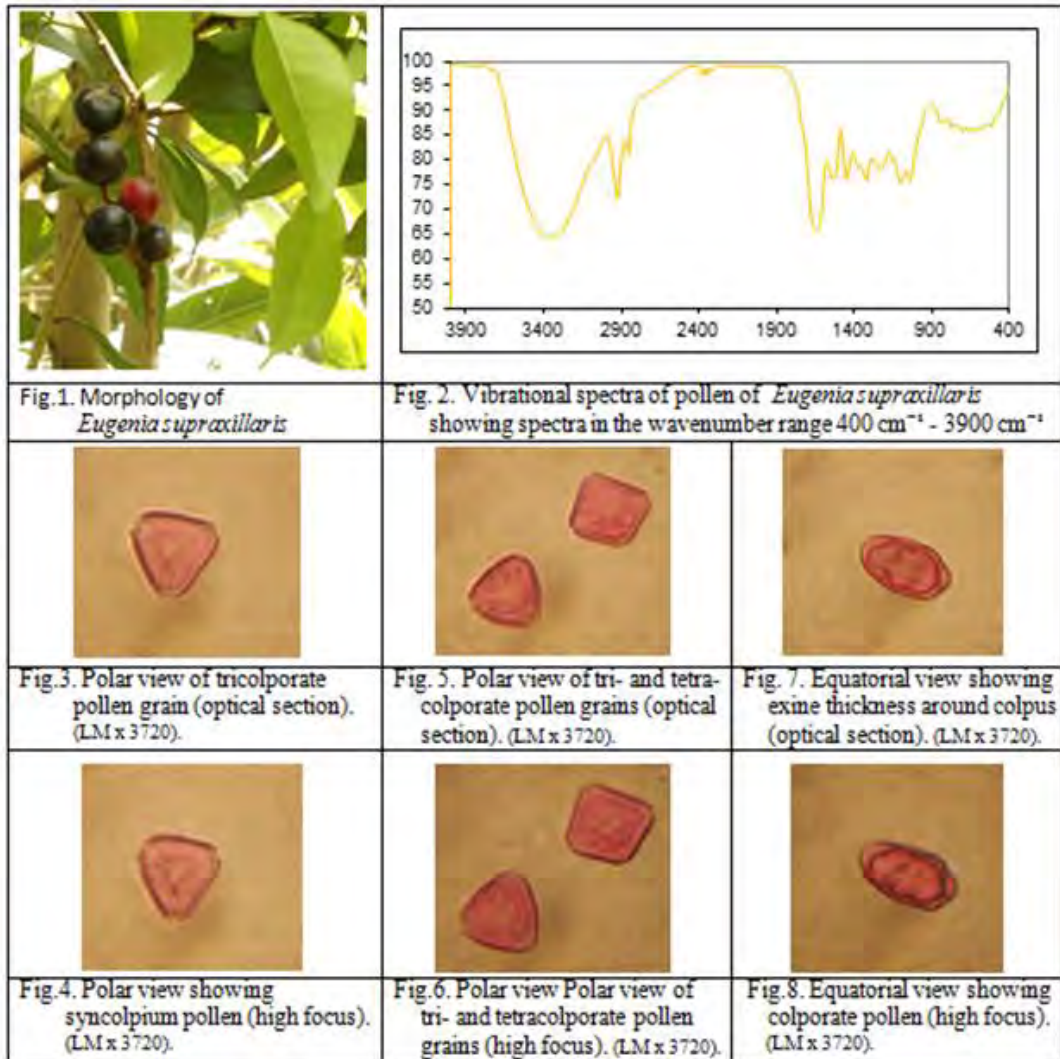 100
95
90
85
80
75
70
65
60
55
50
3900 3400 2900 2400 1900 1400 900 400
Fig.1. Morphology of
Eugenia supraxillaris
Fig. 2. Vibrational spectra of pollen of Eugenia supraxillaris
showing spectra in the wavenumber range 400 cm⁻¹ - 3900 cm⁻¹
Fig.3. Polar view of tricolporate
pollen grain (optical section).
(LM x 3720).
Fig. 5. Polar view of tri- and tetra-
colporate pollen grains (optical
section). (LM x 3720).
Fig. 7. Equatorial view showing
exine thickness around colpus
(optical section). (LM x 3720).
Fig.4. Polar view showing
syncolpium pollen (high focus).
(LM x 3720).
Fig.6. Polar view Polar view of
tri- and tetracolporate pollen
grains (high focus). (LM x 3720).
Fig.8. Equatorial view showing
colporate pollen (high focus).
(LM x 3720).